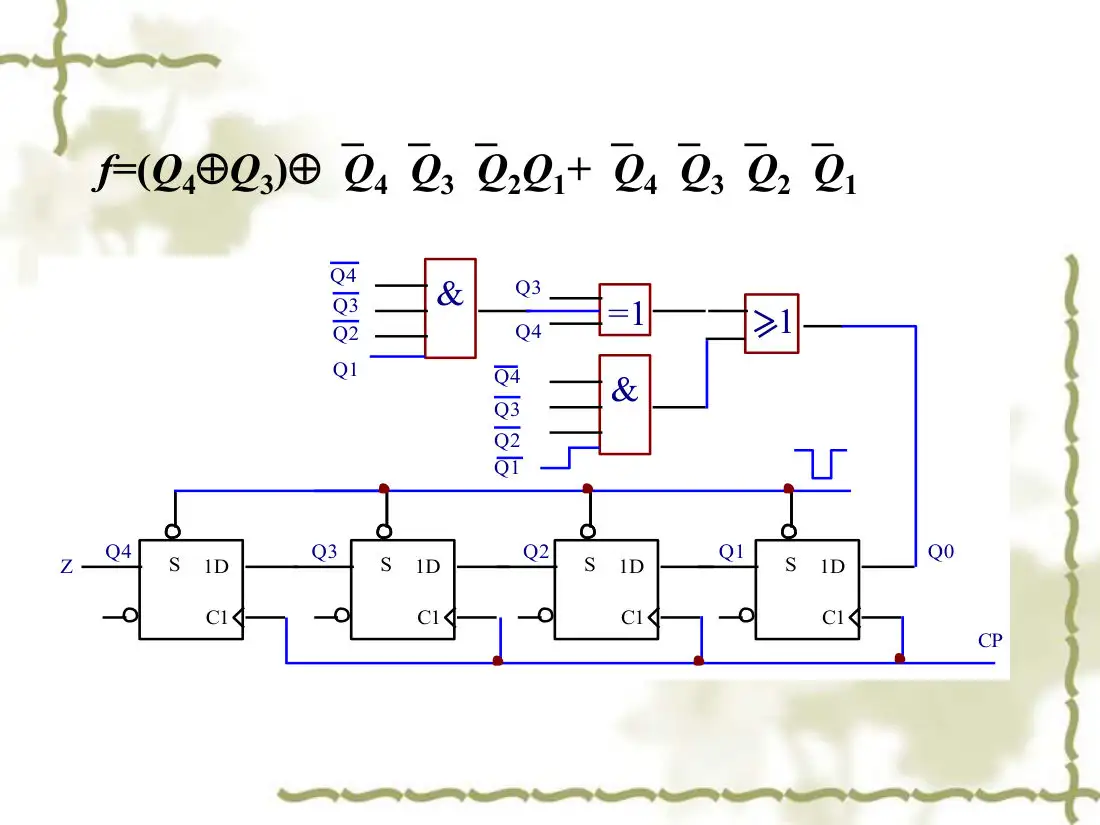 f=(Q₄⊕Q₃)⊕ Q̅₄ Q̅₃ Q̅₂Q₁+ Q̅₄ Q̅₃ Q̅₂ Q̅₁
Q̅4̅
Q̅3̅
Q̅2̅
Q1
&
Q3
Q4
=1
⩾1
Q̅4̅
Q̅3̅
Q̅2̅
Q̅1̅
&
Z Q4 S 1D Q3 S 1D Q2 S 1D Q1 S 1D Q0
C1 C1 C1 C1
CP